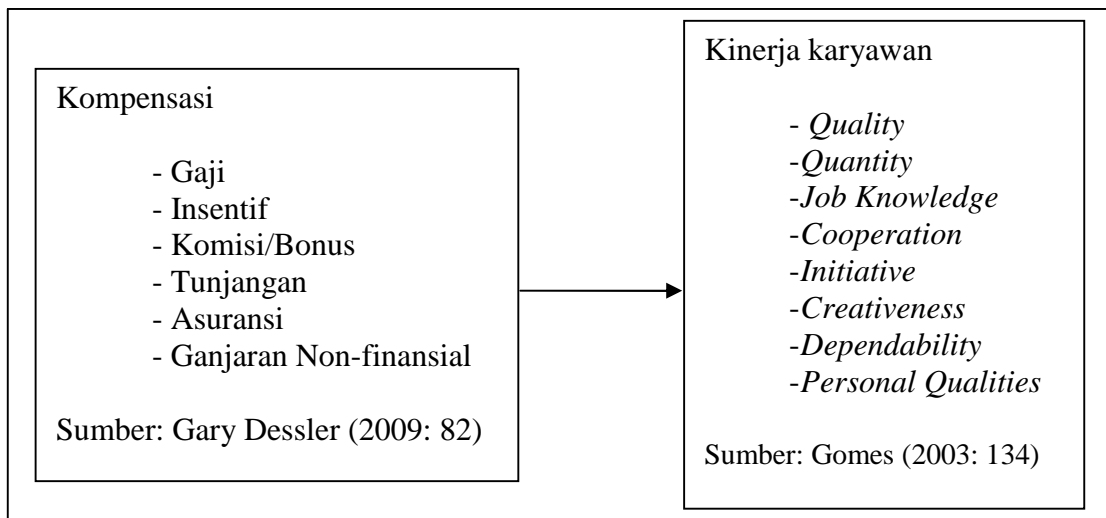 Kompensasi
- Gaji
- Insentif
- Komisi/Bonus
- Tunjangan
- Asuransi
- Ganjaran Non-finansial
Sumber: Gary Dessler (2009: 82)
Kinerja karyawan
- Quality
-Quantity
-Job Knowledge
-Cooperation
-Initiative
-Creativeness
-Dependability
-Personal Qualities
Sumber: Gomes (2003: 134)